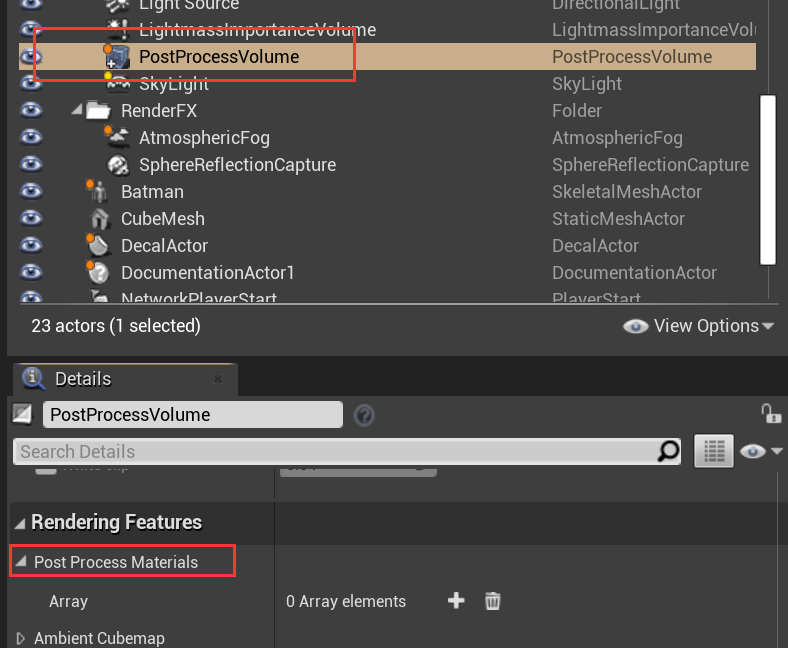 Light Source DirectionalLight
LightmassImportanceVolume LightmassImportanceVolu
PostProcessVolume PostProcessVolume
SkyLight SkyLight
RenderFX Folder
AtmosphericFog AtmosphericFog
SphereReflectionCapture SphereReflectionCapture
Batman SkeletalMeshActor
CubeMesh StaticMeshActor
DecalActor DecalActor
DocumentationActor1 DocumentationActor
NetworkPlayerStart PlayerStart
23 actors (1 selected) View Options
Details
PostProcessVolume
Search Details
Rendering Features
Post Process Materials
Array 0 Array elements
Ambient Cubemap